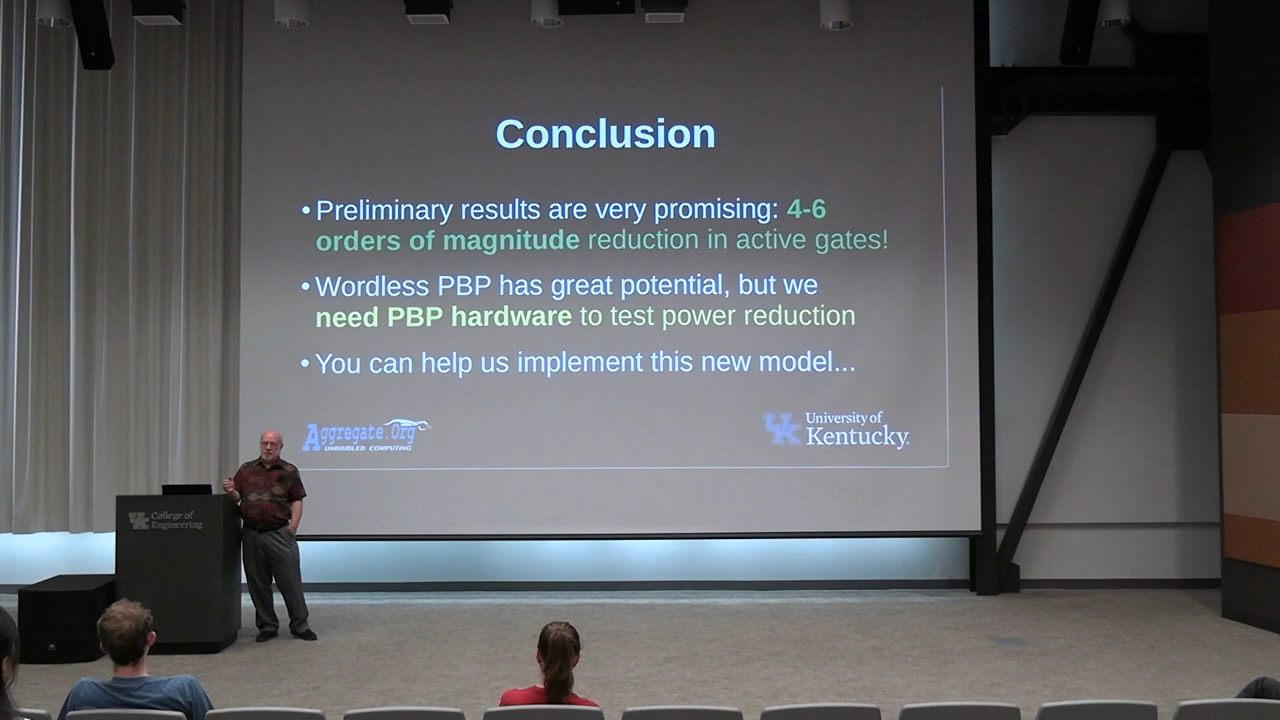 Conclusion
• Preliminary results are very promising: 4-6
orders of magnitude reduction in active gates!
• Wordless PBP has great potential, but we
need PBP hardware to test power reduction
• You can help us implement this new model...
Aggregate.Org
UNBRIDLED COMPUTING
UK University of
Kentucky.
UK College of
Engineering